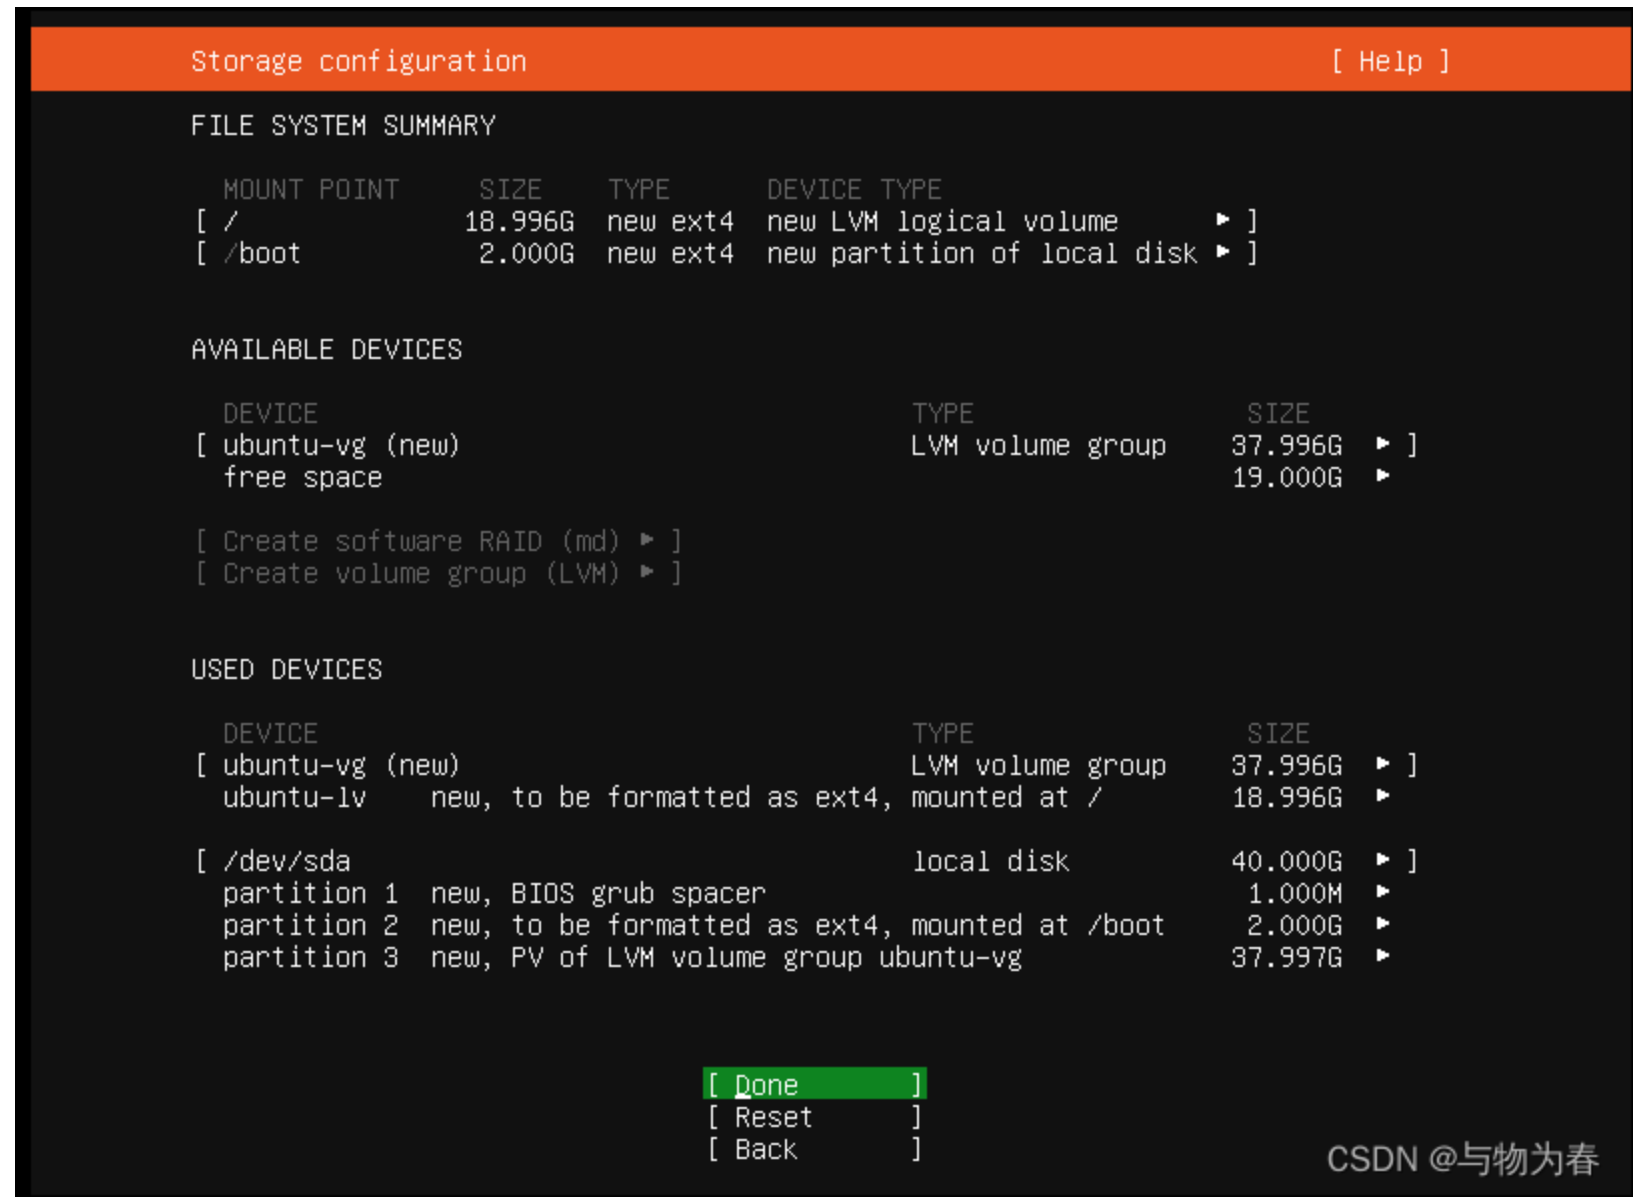 Storage configuration [ Help ]
FILE SYSTEM SUMMARY
MOUNT POINT SIZE TYPE DEVICE TYPE
[ / 18.996G new ext4 new LVM logical volume ▸ ]
[ /boot 2.000G new ext4 new partition of local disk ▸ ]
AVAILABLE DEVICES
DEVICE TYPE SIZE
[ ubuntu-vg (new) LVM volume group 37.996G ▸ ]
free space 19.000G ▸
[ Create software RAID (md) ▸ ]
[ Create volume group (LVM) ▸ ]
USED DEVICES
DEVICE TYPE SIZE
[ ubuntu-vg (new) LVM volume group 37.996G ▸ ]
ubuntu-lv new, to be formatted as ext4, mounted at / 18.996G ▸
[ /dev/sda local disk 40.000G ▸ ]
partition 1 new, BIOS grub spacer 1.000M ▸
partition 2 new, to be formatted as ext4, mounted at /boot 2.000G ▸
partition 3 new, PV of LVM volume group ubuntu-vg 37.997G ▸
[ Done ]
[ Reset ]
[ Back ]
CSDN @与物为春